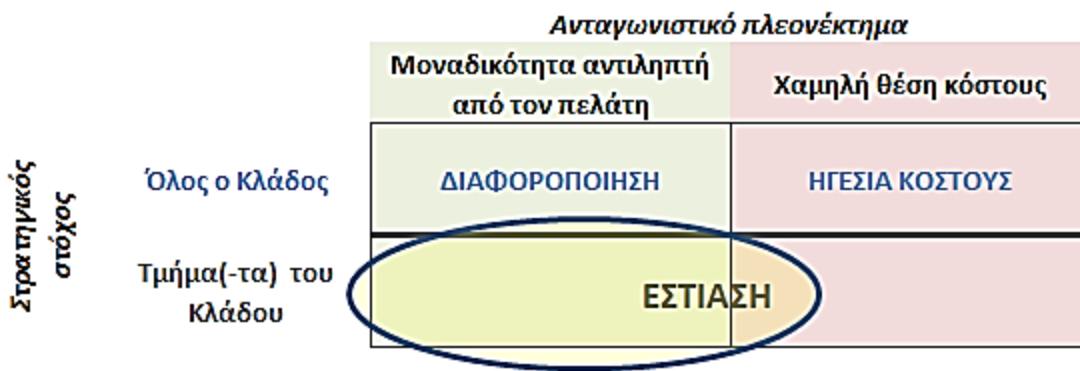 Ανταγωνιστικό πλεονέκτημα
Μοναδικότητα αντιληπτή
από τον πελάτη
Χαμηλή θέση κόστους
Στρατηγικός
στόχος
Όλος ο Κλάδος
ΔΙΑΦΟΡΟΠΟΙΗΣΗ
ΗΓΕΣΙΑ ΚΟΣΤΟΥΣ
Τμήμα(-τα) του
Κλάδου
ΕΣΤΙΑΣΗ